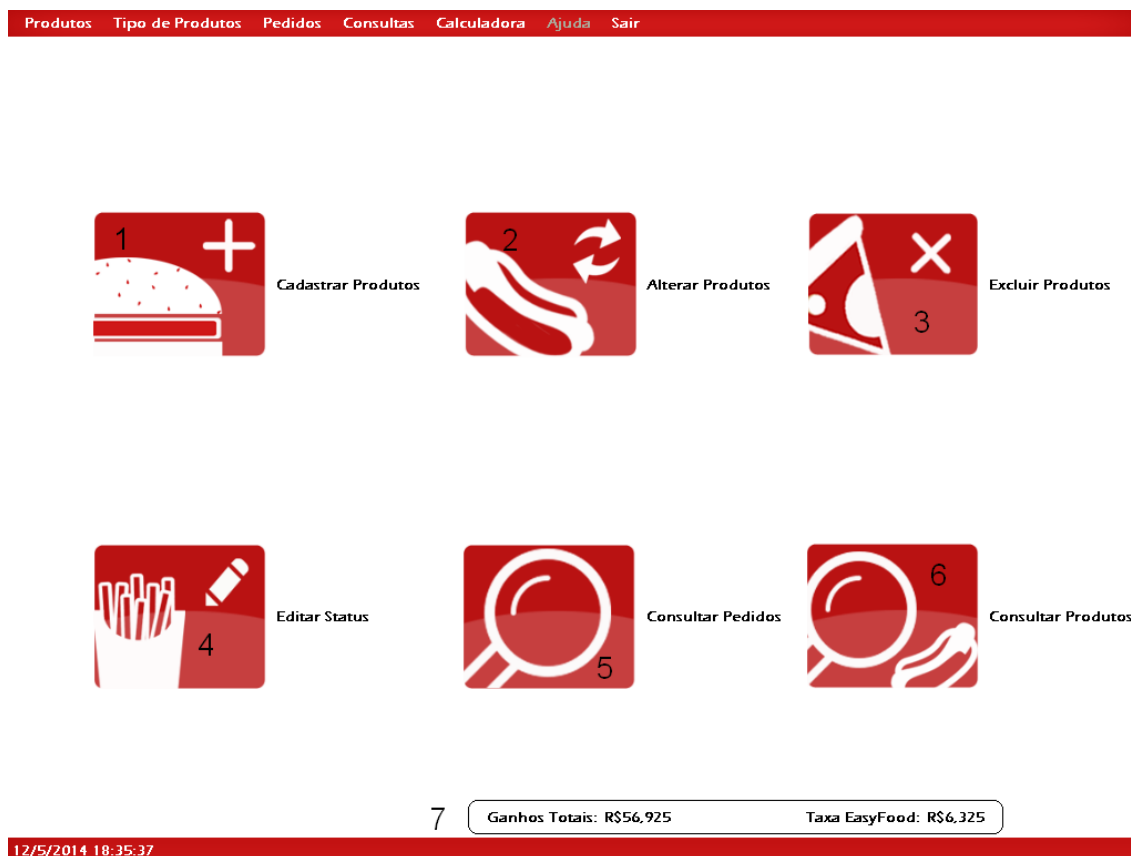 Produtos Tipo de Produtos Pedidos Consultas Calculadora Ajuda Sair
1
Cadastrar Produtos
2
Alterar Produtos
3
Excluir Produtos
4
Editar Status
5
Consultar Pedidos
6
Consultar Produtos
7
Ganhos Totais: R$56,925 Taxa EasyFood: R$6,325
12/5/2014 18:35:37